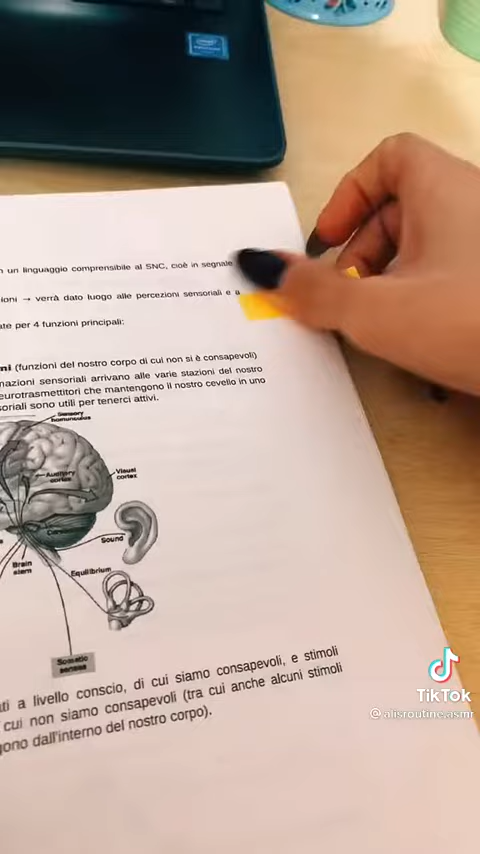 n un linguaggio comprensibile al SNC, cioè in segnale
ioni → verrà dato luogo alle percezioni sensoriali e a
ate per 4 funzioni principali:
ni (funzioni del nostro corpo di cui non si è consapevoli)
mazioni sensoriali arrivano alle varie stazioni del nostro
eurotrasmettitori che mantengono il nostro cevello in uno
soriali sono utili per tenerci attivi.
Sensory
homunculus
Auditory
cortex
Visual
cortex
Sound
Brain
stem
Equilibrium
Somatic
senses
ati a livello conscio, di cui siamo consapevoli, e stimoli
cui non siamo consapevoli (tra cui anche alcuni stimoli
gono dall'interno del nostro corpo).
TikTok
@alisroutine.asmr